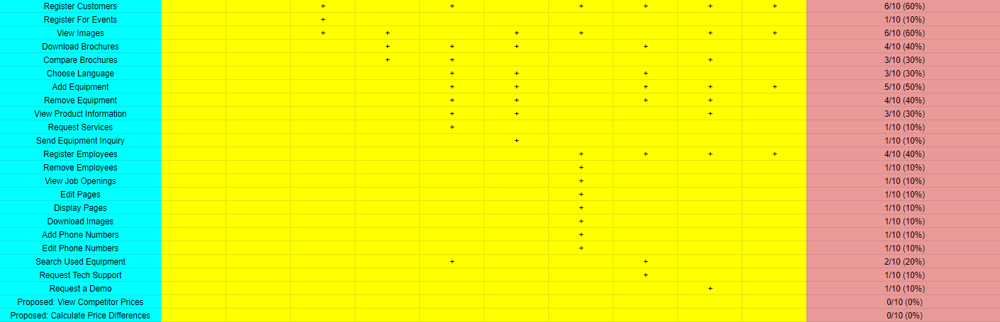 Register Customers + + + + + + 6/10 (60%)
Register For Events + 1/10 (10%)
View Images + + + + + + 6/10 (60%)
Download Brochures + + + + 4/10 (40%)
Compare Brochures + + + 3/10 (30%)
Choose Language + + + 3/10 (30%)
Add Equipment + + + + + 5/10 (50%)
Remove Equipment + + + + 4/10 (40%)
View Product Information + + + 3/10 (30%)
Request Services + 1/10 (10%)
Send Equipment Inquiry + 1/10 (10%)
Register Employees + + + + 4/10 (40%)
Remove Employees + 1/10 (10%)
View Job Openings + 1/10 (10%)
Edit Pages + 1/10 (10%)
Display Pages + 1/10 (10%)
Download Images + 1/10 (10%)
Add Phone Numbers + 1/10 (10%)
Edit Phone Numbers + 1/10 (10%)
Search Used Equipment + + 2/10 (20%)
Request Tech Support + 1/10 (10%)
Request a Demo + 1/10 (10%)
Proposed: View Competitor Prices 0/10 (0%)
Proposed: Calculate Price Differences 0/10 (0%)